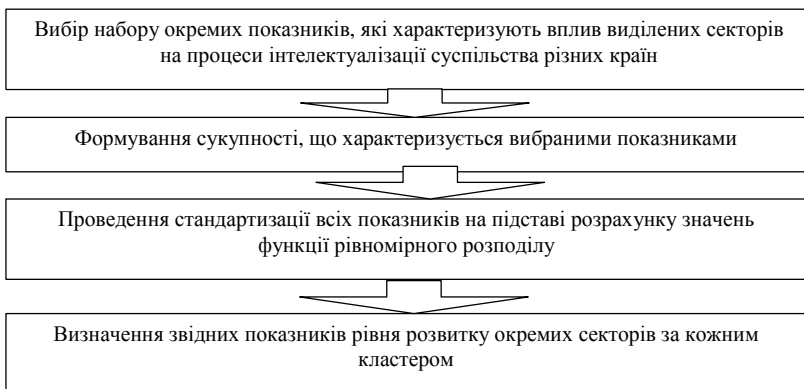 Вибір набору окремих показників, які характеризують вплив виділених секторів
на процеси інтелектуалізації суспільства різних країн
Формування сукупності, що характеризується вибраними показниками
Проведення стандартизації всіх показників на підставі розрахунку значень
функції рівномірного розподілу
Визначення звідних показників рівня розвитку окремих секторів за кожним
кластером